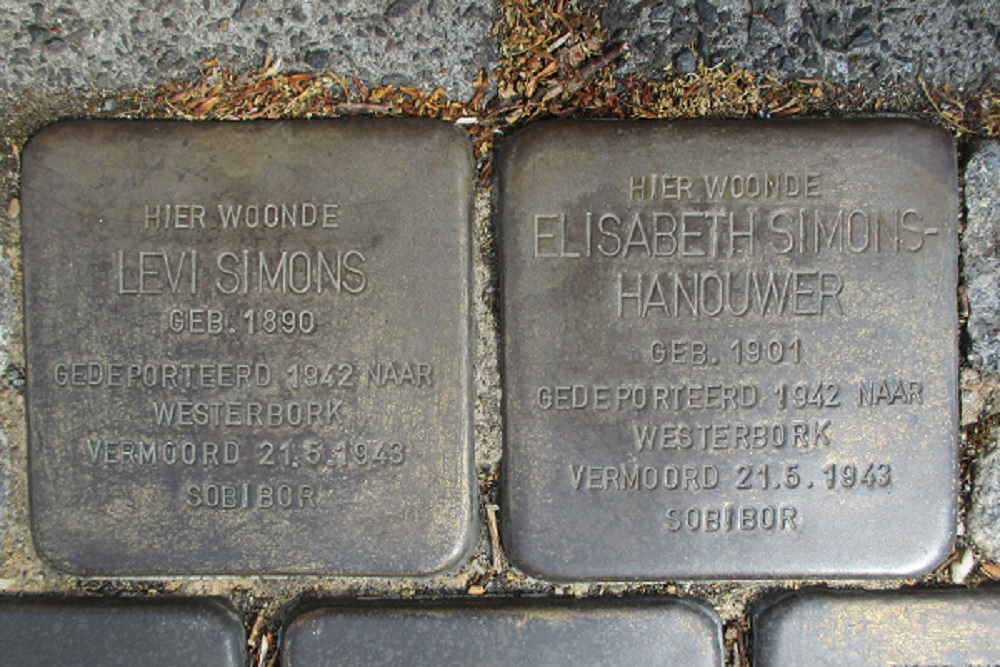 HIER WOONDE
LEVI SIMONS
GEB. 1890
GEDEPORTEERD 1942 NAAR
WESTERBORK
VERMOORD 21.5.1943
SOBIBOR
HIER WOONDE
ELISABETH SIMONS-
HANOUWER
GEB. 1901
GEDEPORTEERD 1942 NAAR
WESTERBORK
VERMOORD 21.5.1943
SOBIBOR